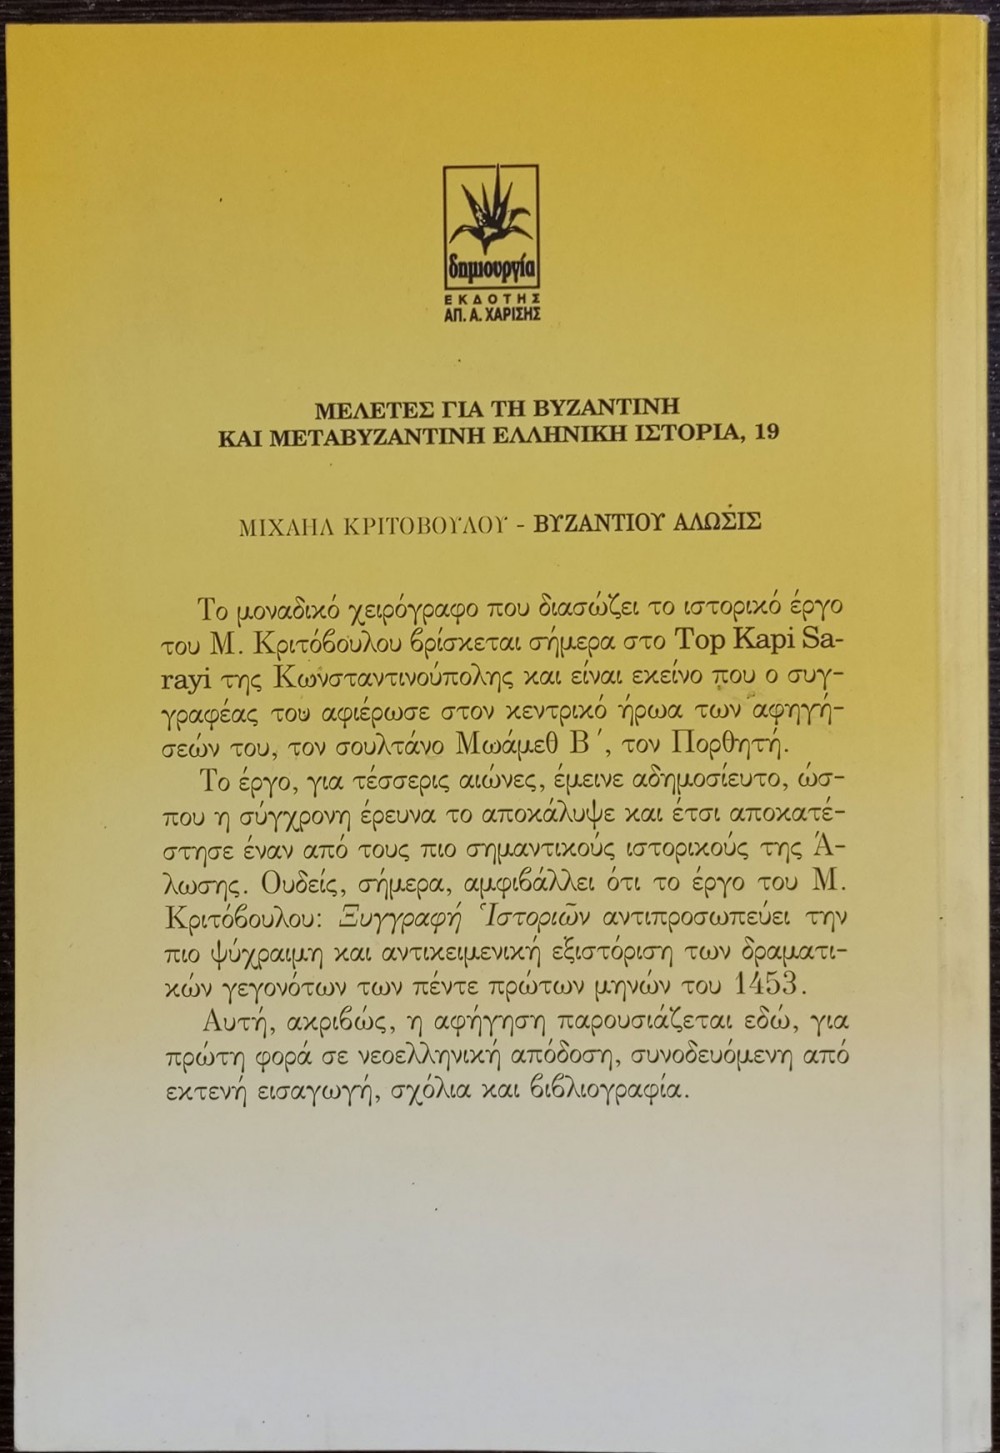 δημιουργία
ΕΚΔΟΤΗΣ
ΑΠ. Α. ΧΑΡΙΣΗΣ
ΜΕΛΕΤΕΣ ΓΙΑ ΤΗ ΒΥΖΑΝΤΙΝΗ
ΚΑΙ ΜΕΤΑΒΥΖΑΝΤΙΝΗ ΕΛΛΗΝΙΚΗ ΙΣΤΟΡΙΑ, 19
ΜΙΧΑΗΛ ΚΡΙΤΟΒΟΥΛΟΥ - ΒΥΖΑΝΤΙΟΥ ΑΛΩΣΙΣ
Το μοναδικό χειρόγραφο που διασώζει το ιστορικό έργο
του Μ. Κριτόβουλου βρίσκεται σήμερα στο Top Kapi Sa-
rayi της Κωνσταντινούπολης και είναι εκείνο που ο συγ-
γραφέας του αφιέρωσε στον κεντρικό ήρωα των αφηγή-
σεών του, τον σουλτάνο Μωάμεθ Β΄, τον Πορθητή.
Το έργο, για τέσσερις αιώνες, έμεινε αδημοσίευτο, ώσ-
που η σύγχρονη έρευνα το αποκάλυψε και έτσι αποκατέ-
στησε έναν από τους πιο σημαντικούς ιστορικούς της Ά-
λωσης. Ουδείς, σήμερα, αμφιβάλλει ότι το έργο του Μ.
Κριτόβουλου: Ξυγγραφή Ἱστοριῶν αντιπροσωπεύει την
πιο ψύχραιμη και αντικειμενική εξιστόριση των δραματι-
κών γεγονότων των πέντε πρώτων μηνών του 1453.
Αυτή, ακριβώς, η αφήγηση παρουσιάζεται εδώ, για
πρώτη φορά σε νεοελληνική απόδοση, συνοδευόμενη από
εκτενή εισαγωγή, σχόλια και βιβλιογραφία.